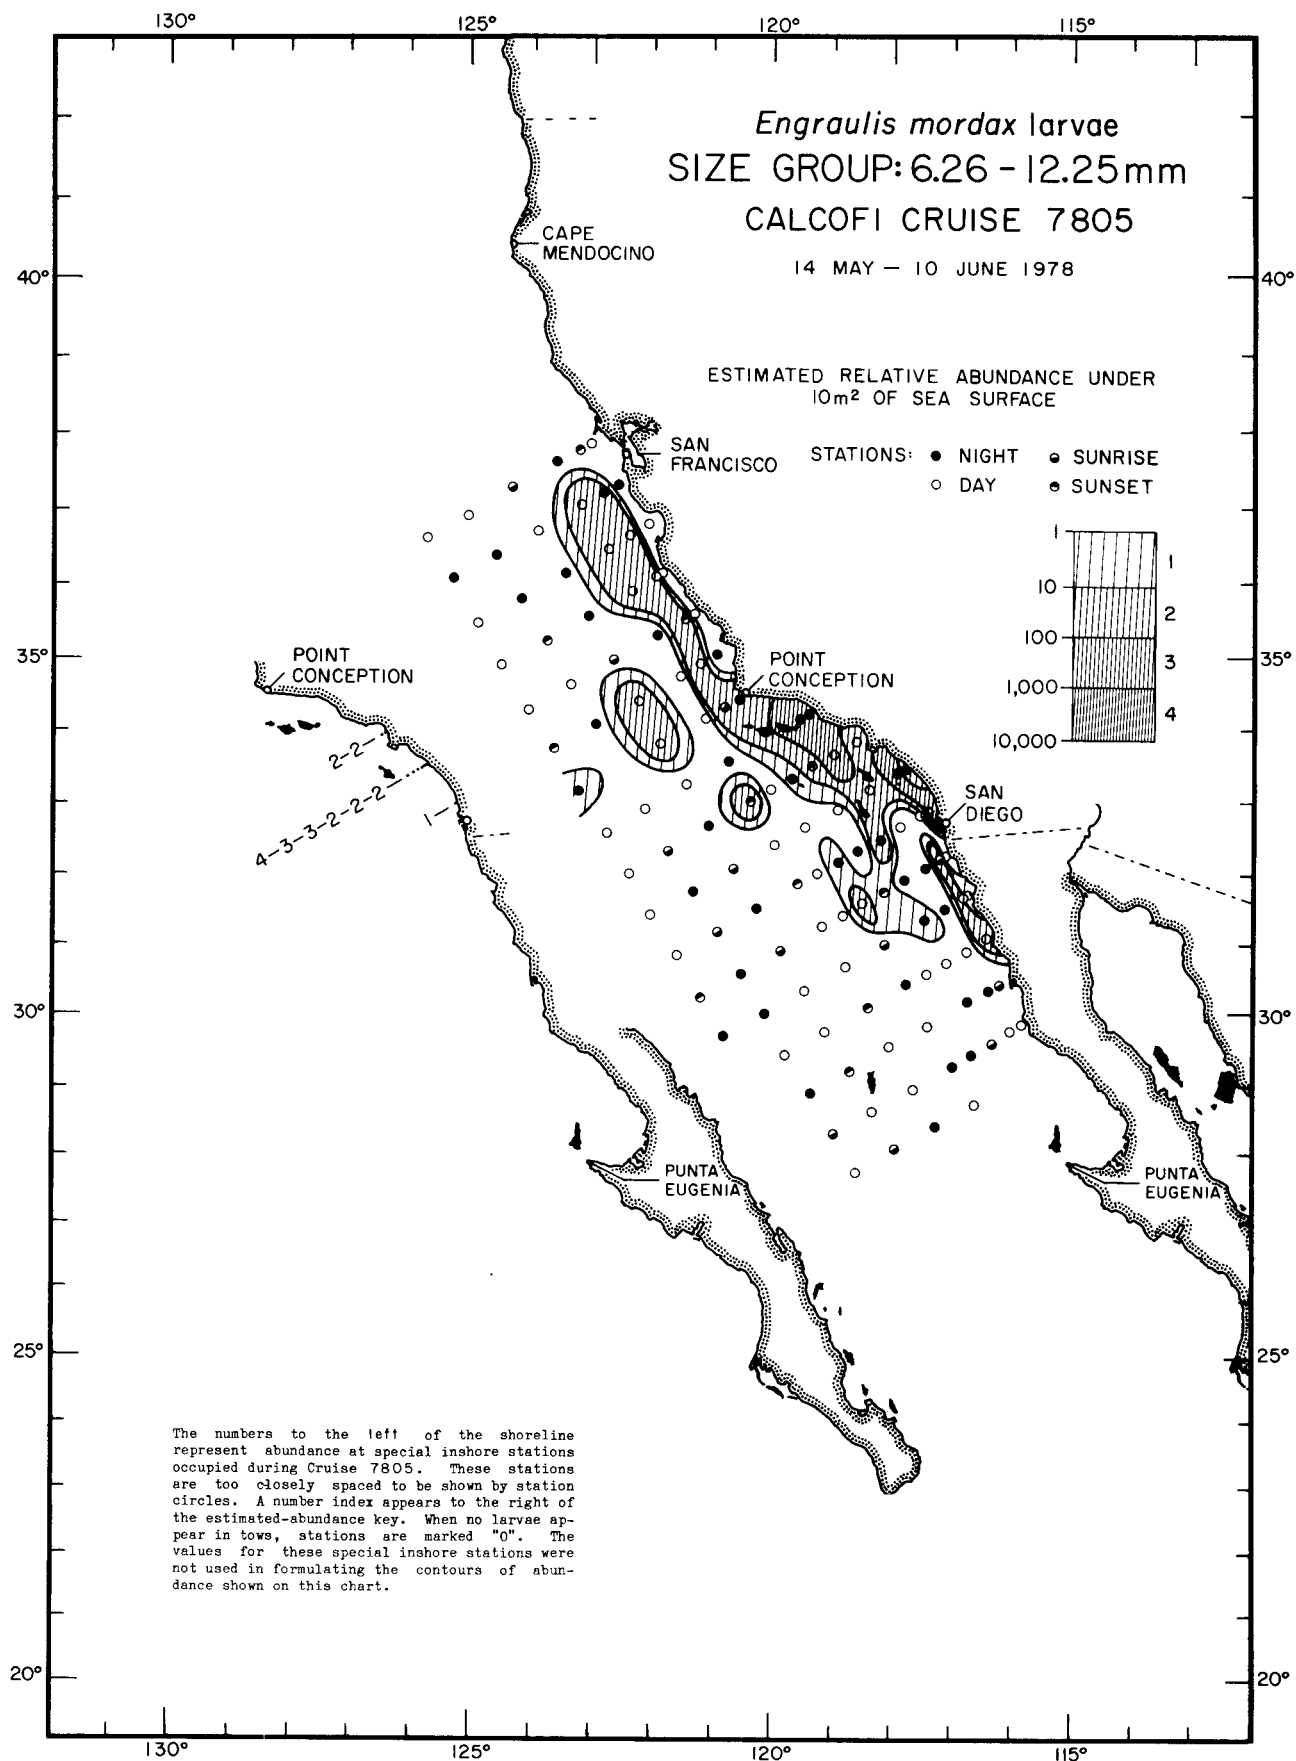 130° 125° 120° 115°
Engraulis mordax larvae
SIZE GROUP: 6.26 - 12.25mm
CALCOFI CRUISE 7805
14 MAY - 10 JUNE 1978
CAPE
MENDOCINO
40° 40°
ESTIMATED RELATIVE ABUNDANCE UNDER
10m² OF SEA SURFACE
SAN
FRANCISCO
STATIONS: ● NIGHT SUNRISE
○ DAY SUNSET
1
10
100
1,000
10,000
1
2
3
4
35° 35°
POINT
CONCEPTION
POINT
CONCEPTION
2-2
4-3-3-2-2-2
1
SAN
DIEGO
30° 30°
PUNTA
EUGENIA
PUNTA
EUGENIA
25° 25°
The numbers to the left of the shoreline
represent abundance at special inshore stations
occupied during Cruise 7805. These stations
are too closely spaced to be shown by station
circles. A number index appears to the right of
the estimated-abundance key. When no larvae ap-
pear in tows, stations are marked "0". The
values for these special inshore stations were
not used in formulating the contours of abun-
dance shown on this chart.
20° 20°
130° 125° 120° 115°